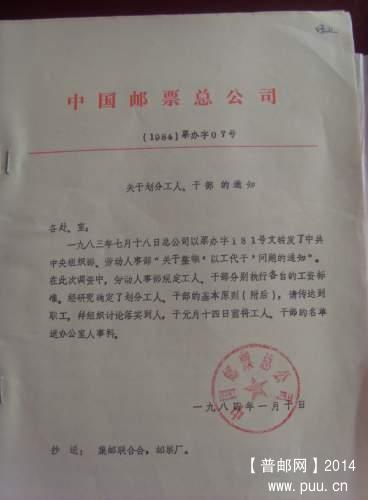 中国邮票总公司
(1984)票办字07号
关于划分工人、干部的通知
各处、室:
一九八三年七月十八日总公司以票办字181号文转发了中共
中央组织部、劳动人事部“关于整顿‘以工代干’问题的通知”。
在此次调资中,劳动人事部规定工人、干部分别执行各自的工资标
准。经研究确定了划分工人、干部的基本原则(附后),请传达到
职工,并组织讨论落实到人,于元月十四日前将工人、干部的名单
送办公室人事科。
中国邮票总公司
一九八四年一月十日
抄送:集邮联合会,邮票厂。
【普邮网】2014
www.puu.cn